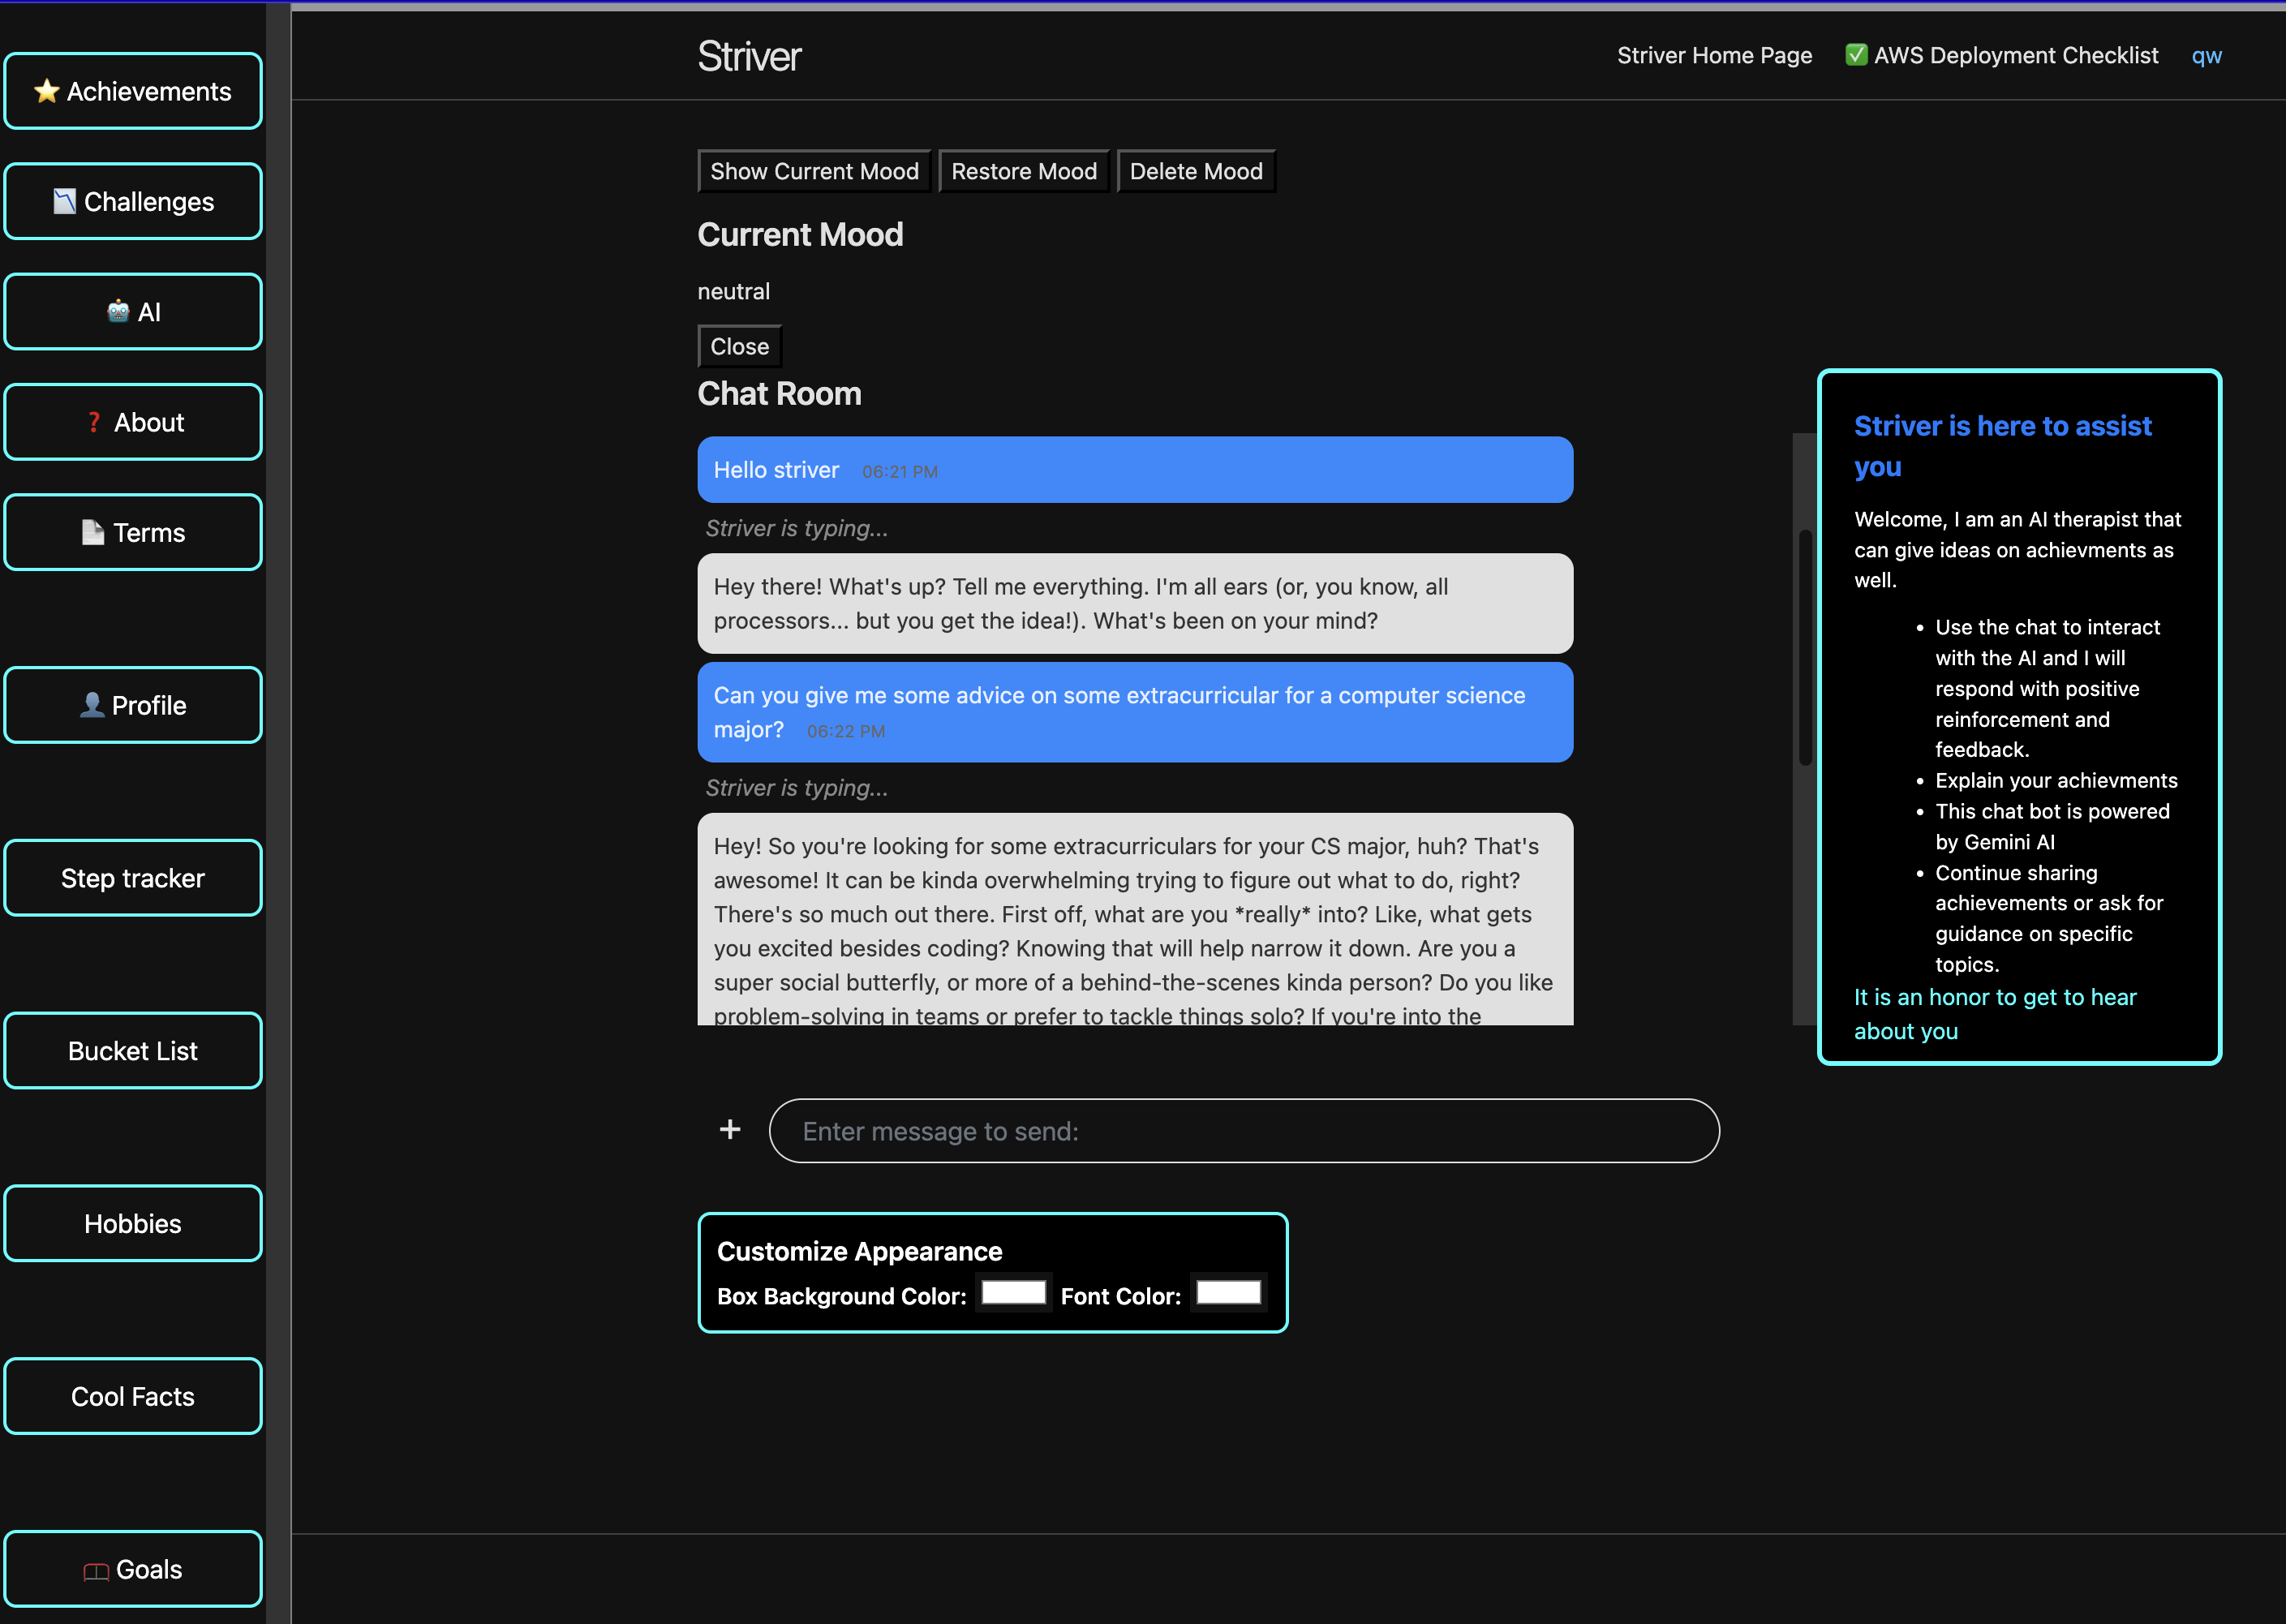 ⭐ Achievements
📉 Challenges
🤖 AI
❓ About
📄 Terms
👤 Profile
Step tracker
Bucket List
Hobbies
Cool Facts
🥅 Goals
Striver
Striver Home Page
✅ AWS Deployment Checklist
qw
Show Current Mood
Restore Mood
Delete Mood
Current Mood
neutral
Close
Chat Room
Hello striver 06:21 PM
Striver is typing...
Hey there! What's up? Tell me everything. I'm all ears (or, you know, all
processors... but you get the idea!). What's been on your mind?
Can you give me some advice on some extracurricular for a computer science
major? 06:22 PM
Striver is typing...
Hey! So you're looking for some extracurriculars for your CS major, huh? That's
awesome! It can be kinda overwhelming trying to figure out what to do, right?
There's so much out there. First off, what are you *really* into? Like, what gets
you excited besides coding? Knowing that will help narrow it down. Are you a
super social butterfly, or more of a behind-the-scenes kinda person? Do you like
problem-solving in teams or prefer to tackle things solo? If you're into the
Striver is here to assist
you
Welcome, I am an AI therapist that
can give ideas on achievments as
well.
• Use the chat to interact
with the AI and I will
respond with positive
reinforcement and
feedback.
• Explain your achievments
• This chat bot is powered
by Gemini AI
• Continue sharing
achievements or ask for
guidance on specific
topics.
It is an honor to get to hear
about you
+
Enter message to send:
Customize Appearance
Box Background Color:
Font Color: